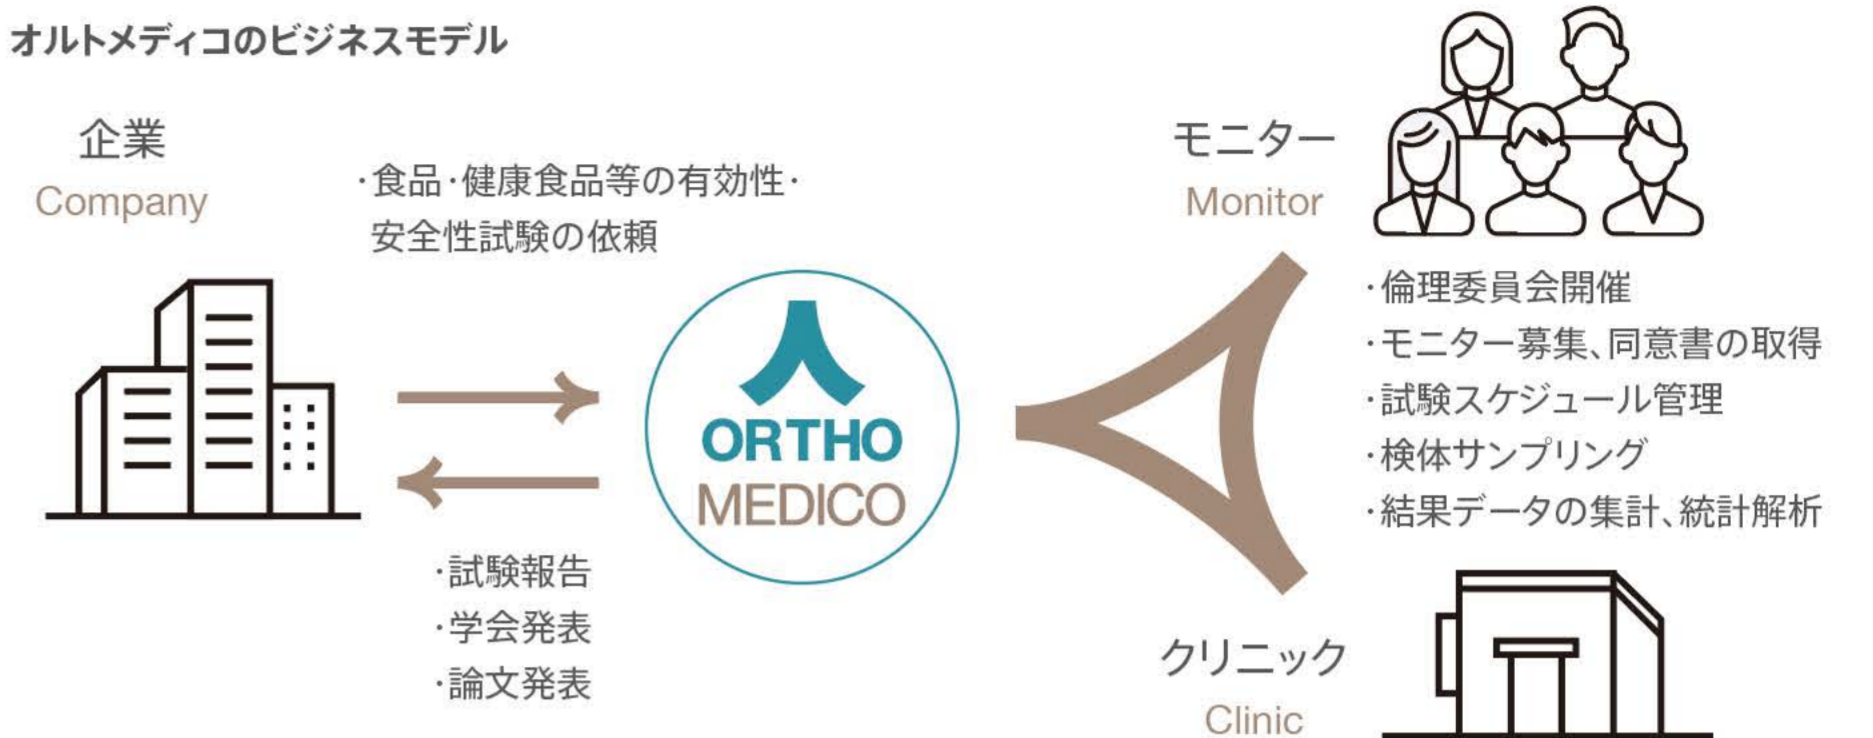 オルトメディコのビジネスモデル
企業
Company
・食品・健康食品等の有効性・
安全性試験の依頼
ORTHO
MEDICO
・試験報告
・学会発表
・論文発表
モニター
Monitor
・倫理委員会開催
・モニター募集、同意書の取得
・試験スケジュール管理
・検体サンプリング
・結果データの集計、統計解析
クリニック
Clinic